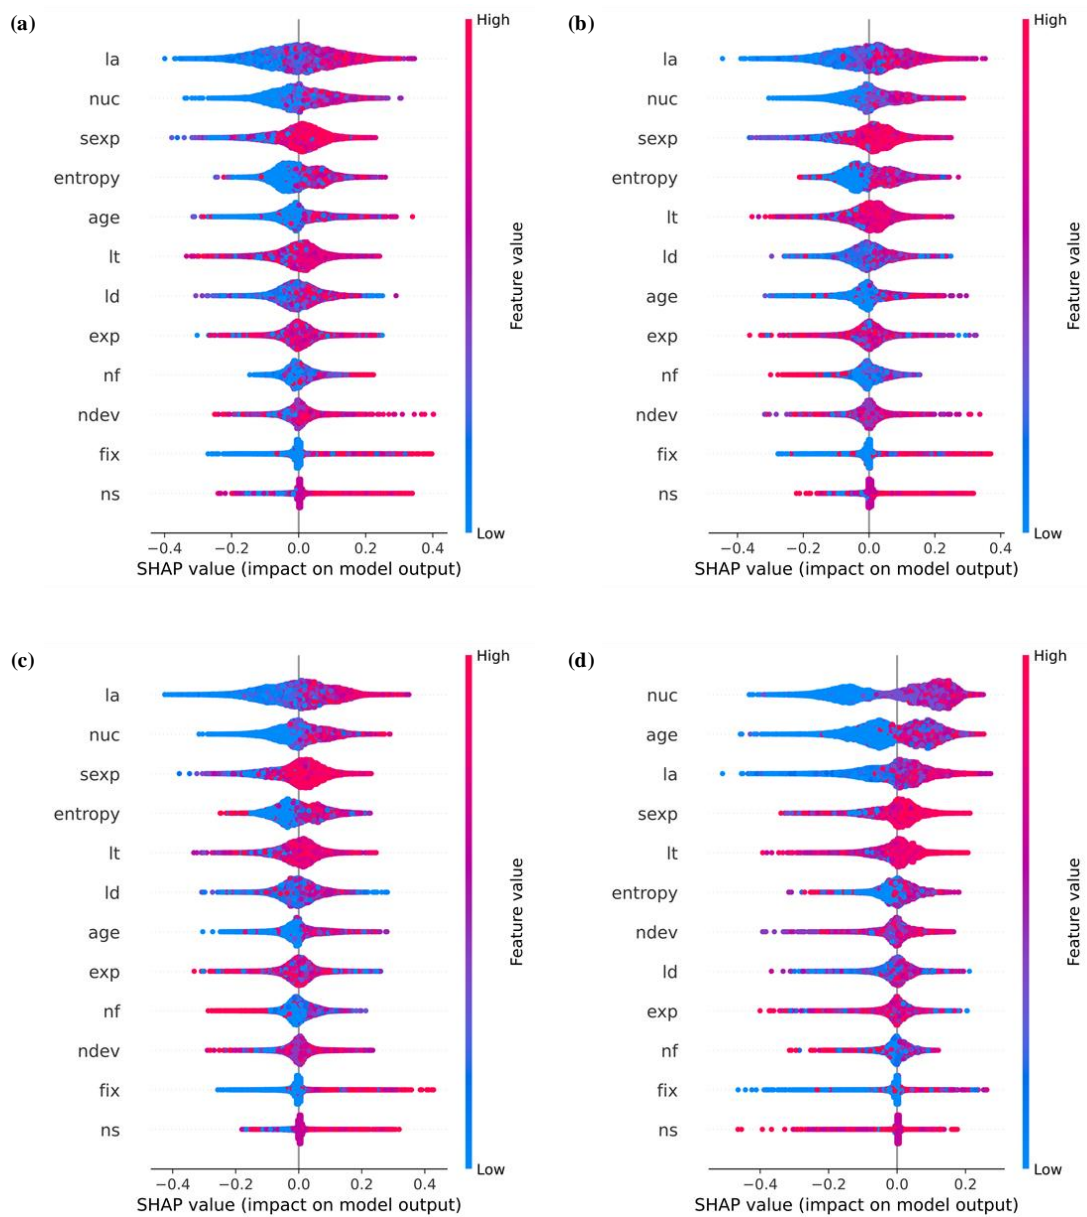 (a)
High
la
nuc
sexp
entropy
age
lt
ld
exp
nf
ndev
fix
ns
Feature value
Low
−0.4 −0.2 0.0 0.2 0.4
SHAP value (impact on model output)
(b)
High
la
nuc
sexp
entropy
lt
ld
age
exp
nf
ndev
fix
ns
Feature value
Low
−0.4 −0.2 0.0 0.2 0.4
SHAP value (impact on model output)
(c)
High
la
nuc
sexp
entropy
lt
ld
age
exp
nf
ndev
fix
ns
Feature value
Low
−0.4 −0.2 0.0 0.2 0.4
SHAP value (impact on model output)
(d)
High
nuc
age
la
sexp
lt
entropy
ndev
ld
exp
nf
fix
ns
Feature value
Low
−0.4 −0.2 0.0 0.2
SHAP value (impact on model output)